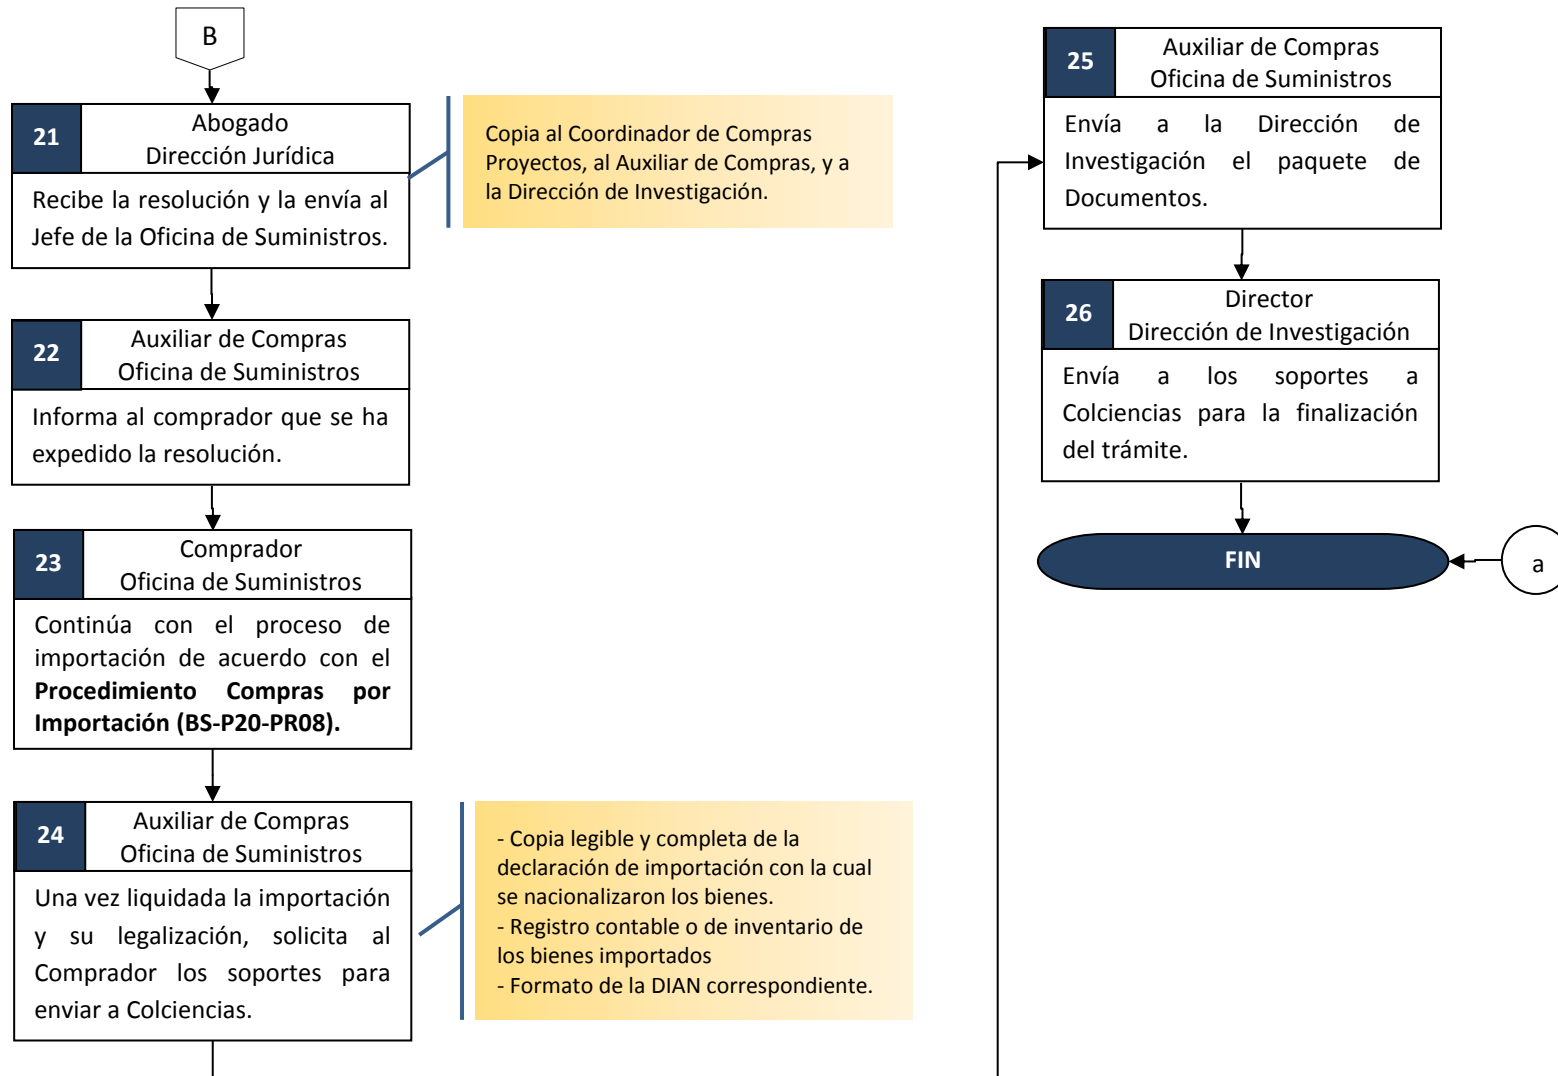 B
21
Abogado
Dirección Jurídica
Recibe la resolución y la envía al
Jefe de la Oficina de Suministros.
Copia al Coordinador de Compras
Proyectos, al Auxiliar de Compras, y a
la Dirección de Investigación.
22
Auxiliar de Compras
Oficina de Suministros
Informa al comprador que se ha
expedido la resolución.
23
Comprador
Oficina de Suministros
Continúa con el proceso de
importación de acuerdo con el
Procedimiento Compras por
Importación (BS-P20-PR08).
24
Auxiliar de Compras
Oficina de Suministros
Una vez liquidada la importación
y su legalización, solicita al
Comprador los soportes para
enviar a Colciencias.
- Copia legible y completa de la
declaración de importación con la cual
se nacionalizaron los bienes.
- Registro contable o de inventario de
los bienes importados
- Formato de la DIAN correspondiente.
25
Auxiliar de Compras
Oficina de Suministros
Envía a la Dirección de
Investigación el paquete de
Documentos.
26
Director
Dirección de Investigación
Envía a los soportes a
Colciencias para la finalización
del trámite.
FIN
a